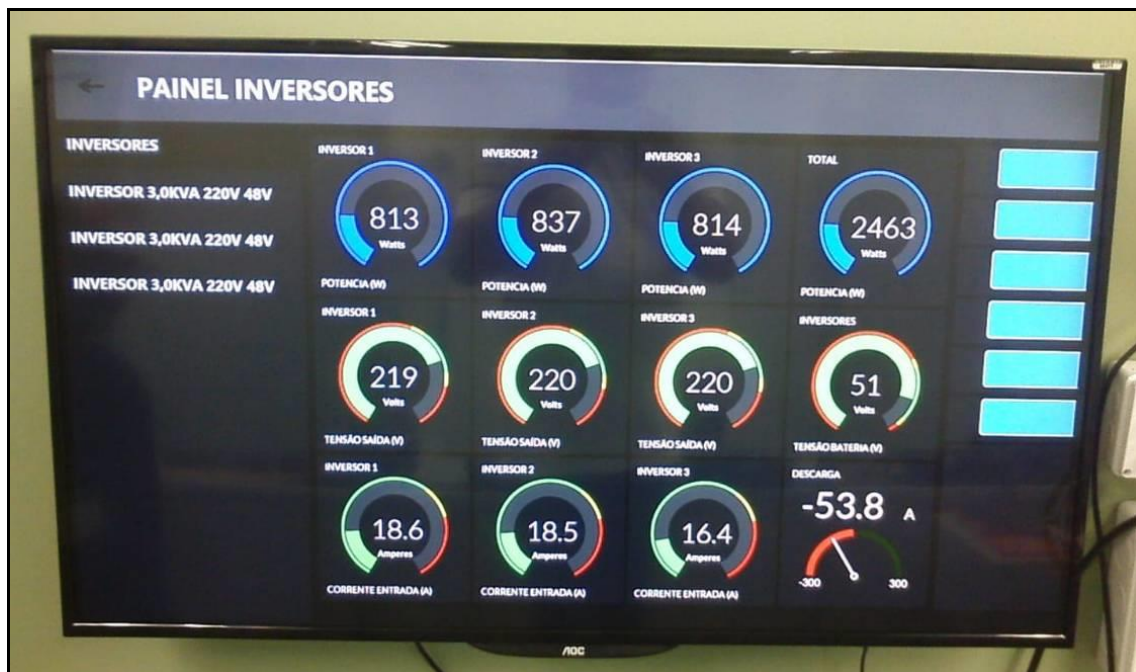 PAINEL INVERSORES
INVERSORES
INVERSOR 3,0KVA 220V 48V
INVERSOR 3,0KVA 220V 48V
INVERSOR 3,0KVA 220V 48V
INVERSOR 1
813
Watts
POTENCIA (W)
INVERSOR 2
837
Watts
POTENCIA (W)
INVERSOR 3
814
Watts
POTENCIA (W)
TOTAL
2463
Watts
POTENCIA (W)
INVERSOR 1
219
Volts
TENSÃO SAÍDA (V)
INVERSOR 2
220
Volts
TENSÃO SAÍDA (V)
INVERSOR 3
220
Volts
TENSÃO SAÍDA (V)
INVERSORES
51
Volts
TENSÃO BATERIA (V)
INVERSOR 1
18.6
Amperes
CORRENTE ENTRADA (A)
INVERSOR 2
18.5
Amperes
CORRENTE ENTRADA (A)
INVERSOR 3
16.4
Amperes
CORRENTE ENTRADA (A)
DESCARGA
-53.8 A
-300 300
AOC